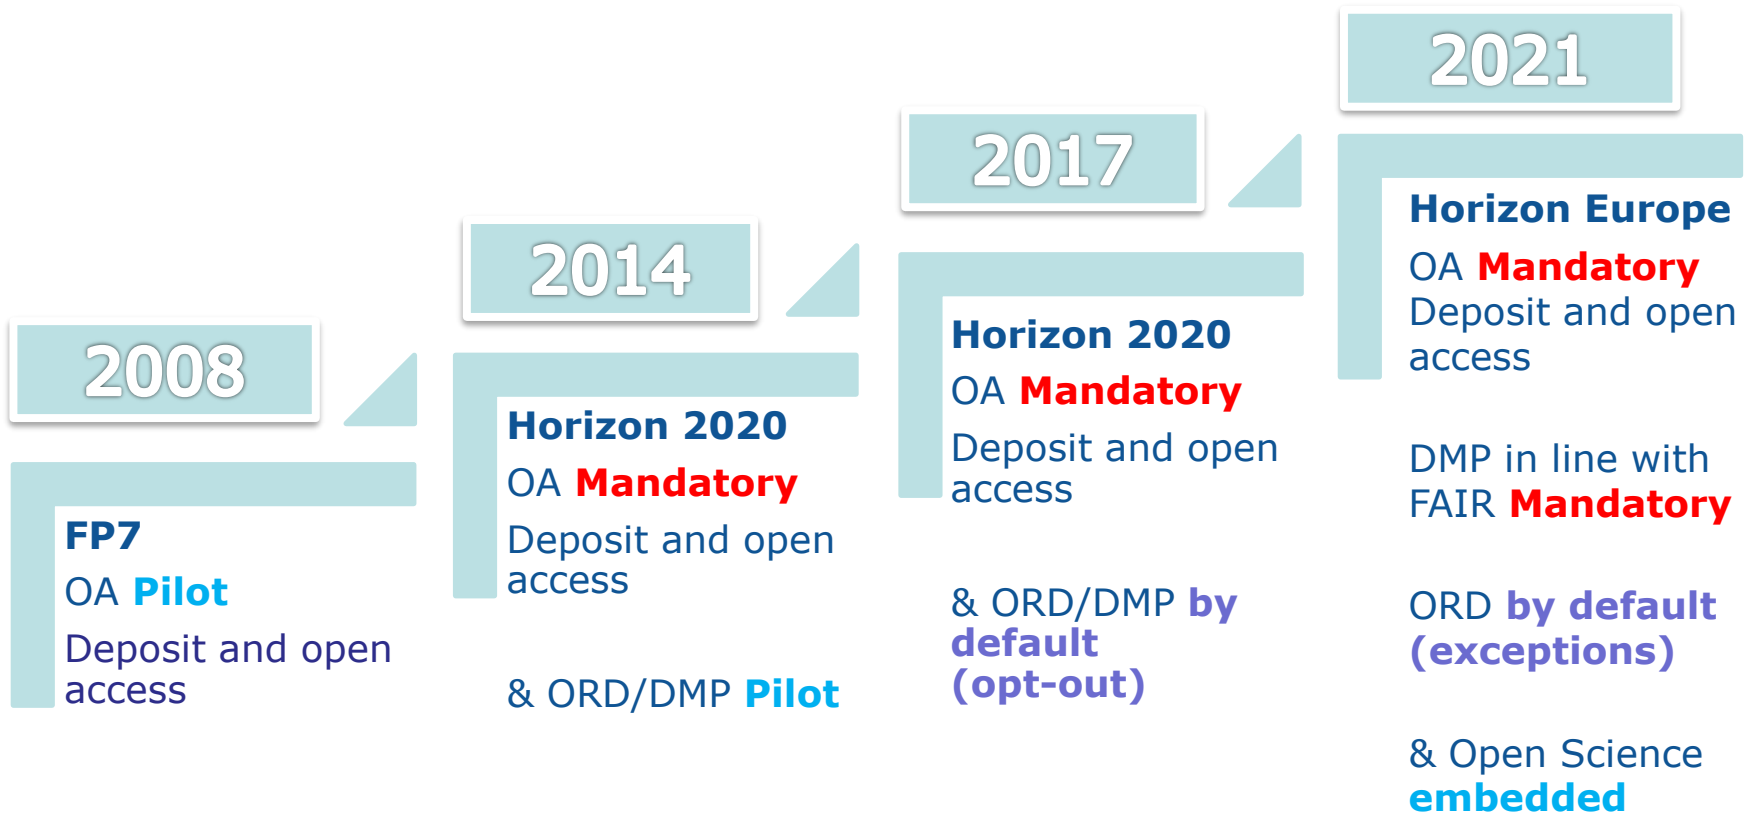 2008
FP7
OA Pilot
Deposit and open
access
2014
Horizon 2020
OA Mandatory
Deposit and open
access
& ORD/DMP Pilot
2017
Horizon 2020
OA Mandatory
Deposit and open
access
& ORD/DMP by
default
(opt-out)
2021
Horizon Europe
OA Mandatory
Deposit and open
access
DMP in line with
FAIR Mandatory
ORD by default
(exceptions)
& Open Science
embedded